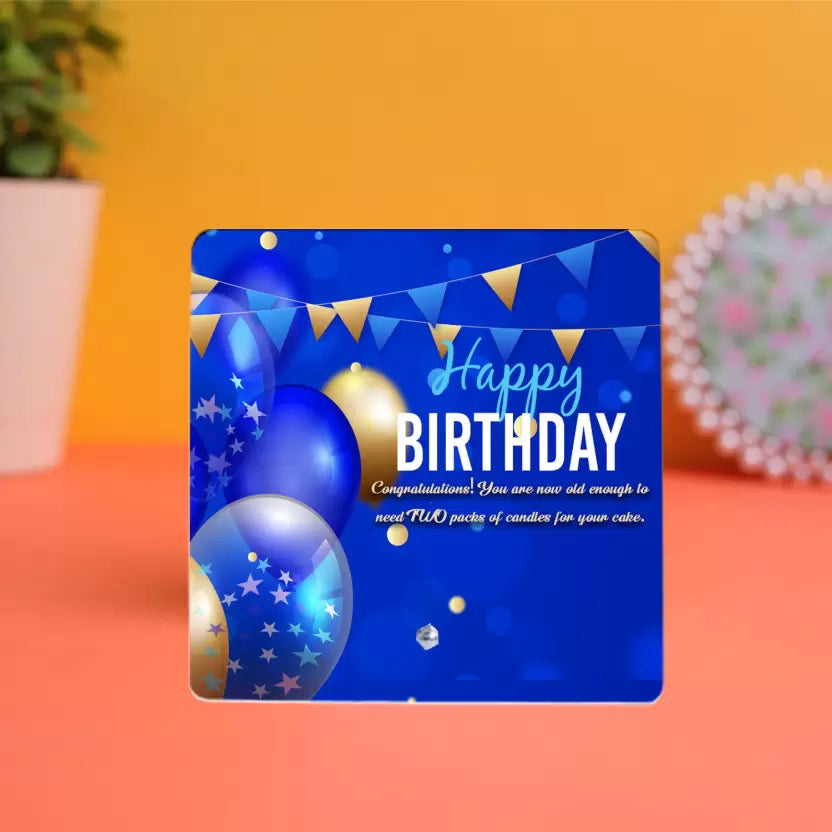 Happy
BIRTHDAY
Congratulations! You are now old enough to
need TWO packs of candles for your cake.